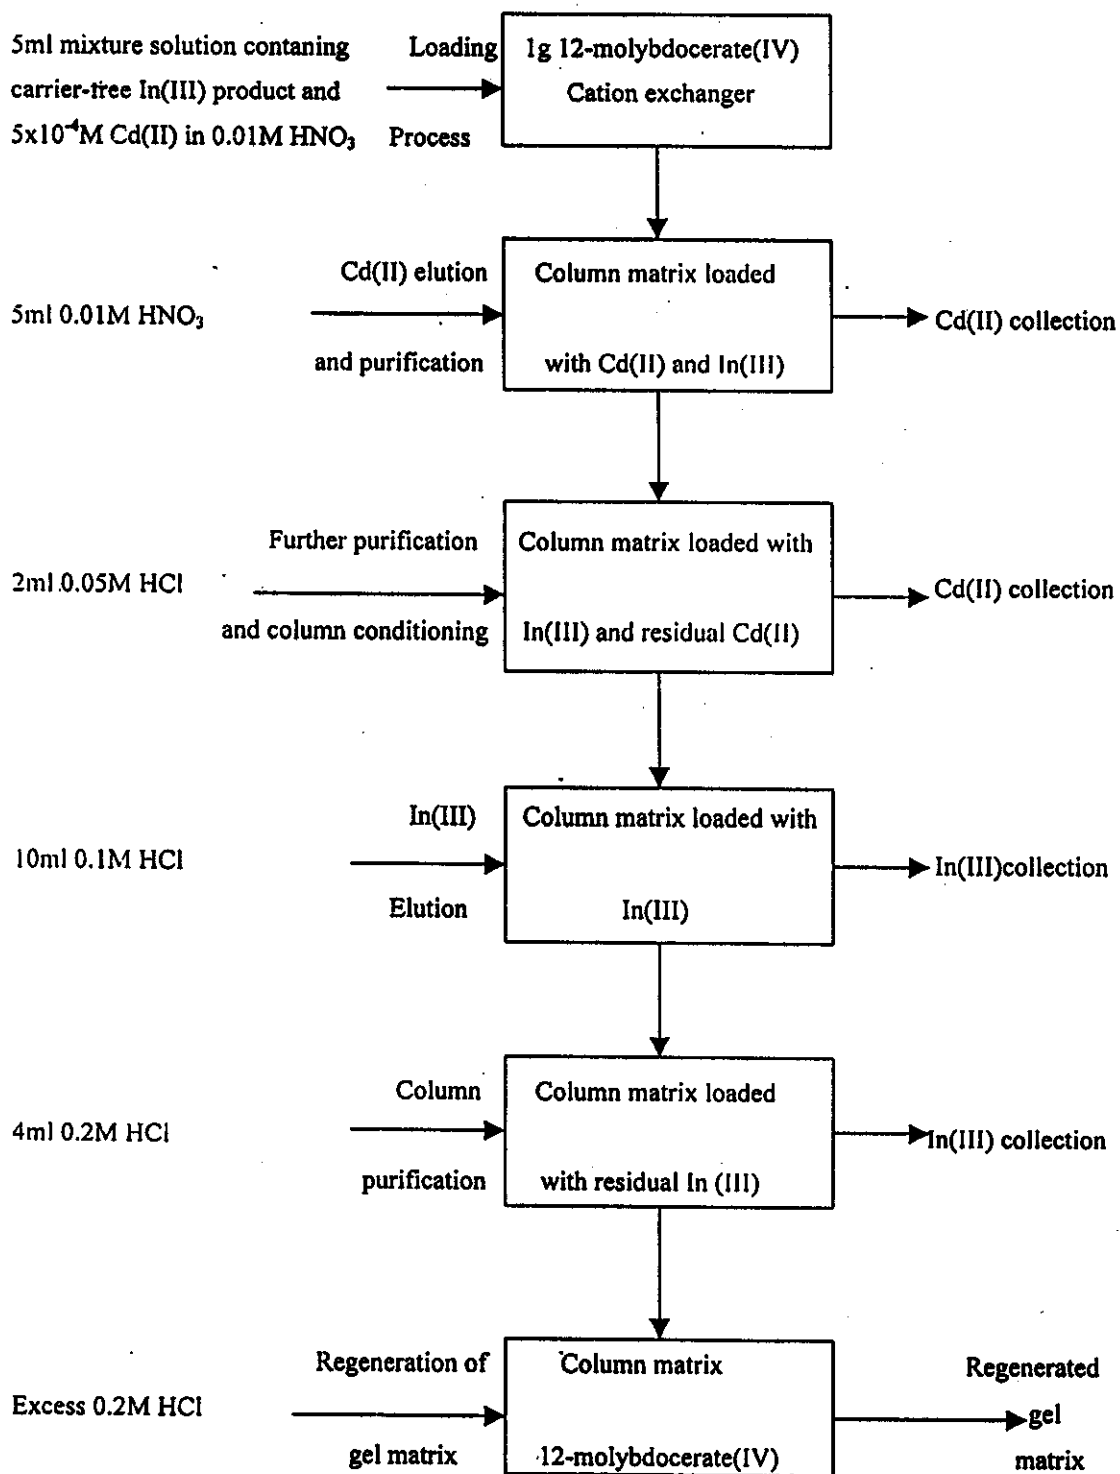 5ml mixture solution contaning
carrier-free In(III) product and
5x10⁻⁴M Cd(II) in 0.01M HNO₃
Loading
Process
1g 12-molybdocerate(IV)
Cation exchanger
5ml 0.01M HNO₃
Cd(II) elution
and purification
Column matrix loaded
with Cd(II) and In(III)
Cd(II) collection
2ml 0.05M HCl
Further purification
and column conditioning
Column matrix loaded with
In(III) and residual Cd(II)
Cd(II) collection
10ml 0.1M HCl
In(III)
Elution
Column matrix loaded with
In(III)
In(III)collection
4ml 0.2M HCl
Column
purification
Column matrix loaded
with residual In (III)
In(III) collection
Excess 0.2M HCl
Regeneration of
gel matrix
Column matrix
12-molybdocerate(IV)
Regenerated
gel
matrix